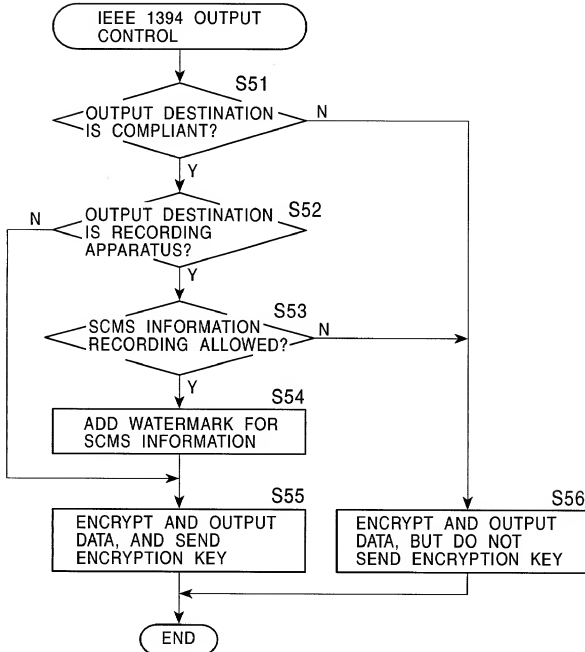 IEEE 1394 OUTPUT
CONTROL
S51
OUTPUT DESTINATION
IS COMPLIANT?
N
Y
S52
OUTPUT DESTINATION
IS RECORDING
APPARATUS?
N
Y
S53
SCMS INFORMATION
RECORDING ALLOWED?
N
Y
S54
ADD WATERMARK FOR
SCMS INFORMATION
S55
ENCRYPT AND OUTPUT
DATA, AND SEND
ENCRYPTION KEY
S56
ENCRYPT AND OUTPUT
DATA, BUT DO NOT
SEND ENCRYPTION KEY
END